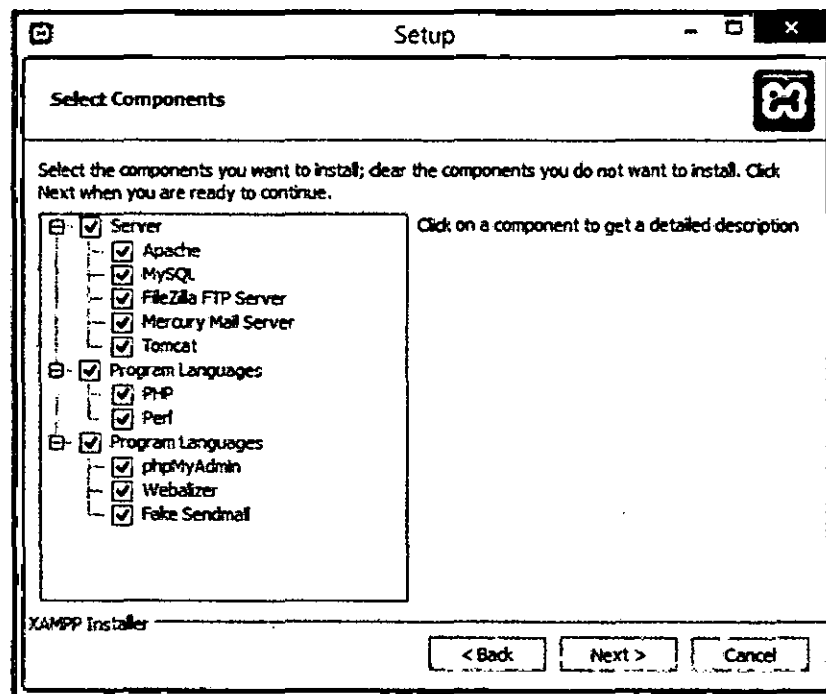 Setup
Select Components
Select the components you want to install; clear the components you do not want to install. Click
Next when you are ready to continue.
Server
Apache
MySQL
FileZilla FTP Server
Mercury Mail Server
Tomcat
Program Languages
PHP
Perl
Program Languages
phpMyAdmin
Webalizer
Fake Sendmail
Click on a component to get a detailed description
XAMPP Installer
< Back
Next >
Cancel